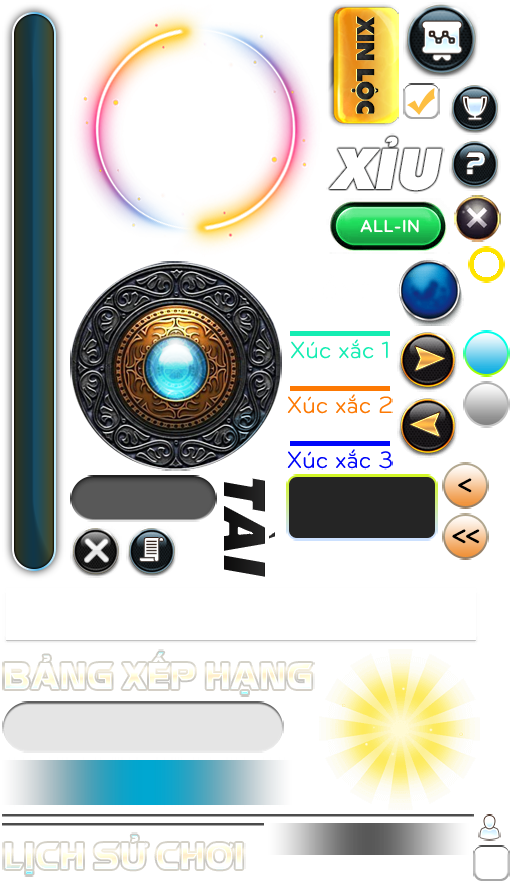 XIN LỘC
XỈU
?
ALL-IN
Xúc xắc 1
Xúc xắc 2
Xúc xắc 3
TÀI
<
<<
BẢNG XẾP HẠNG
LỊCH SỬ CHƠI